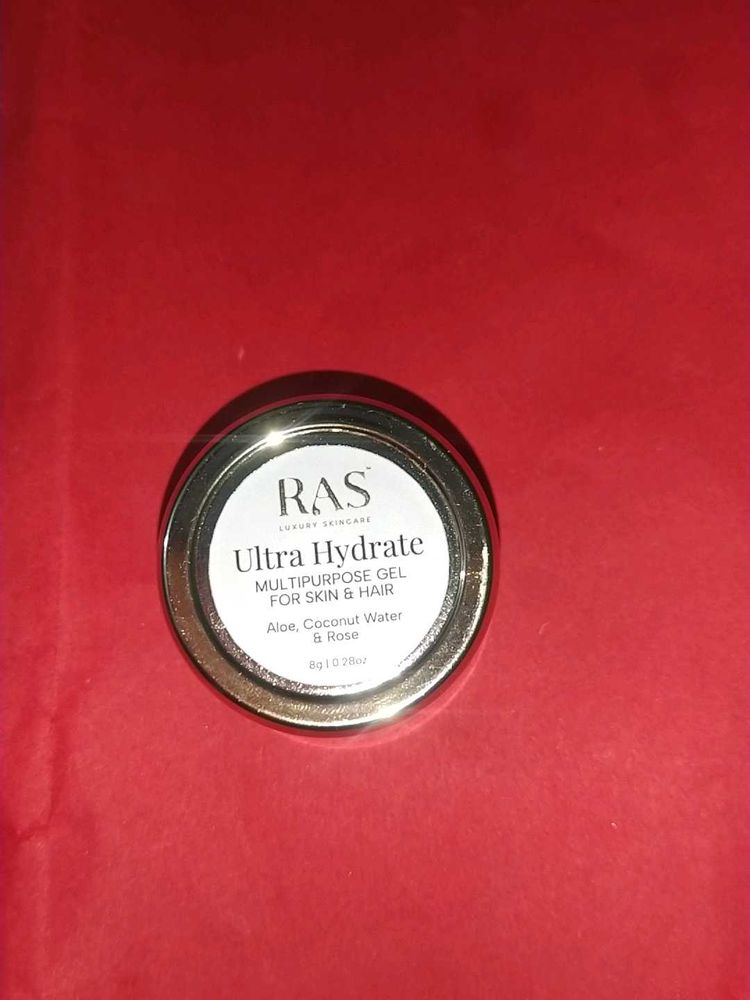 RAS™
LUXURY SKINCARE
Ultra Hydrate
MULTIPURPOSE GEL
FOR SKIN & HAIR
Aloe, Coconut Water
& Rose
8g | 0.28oz